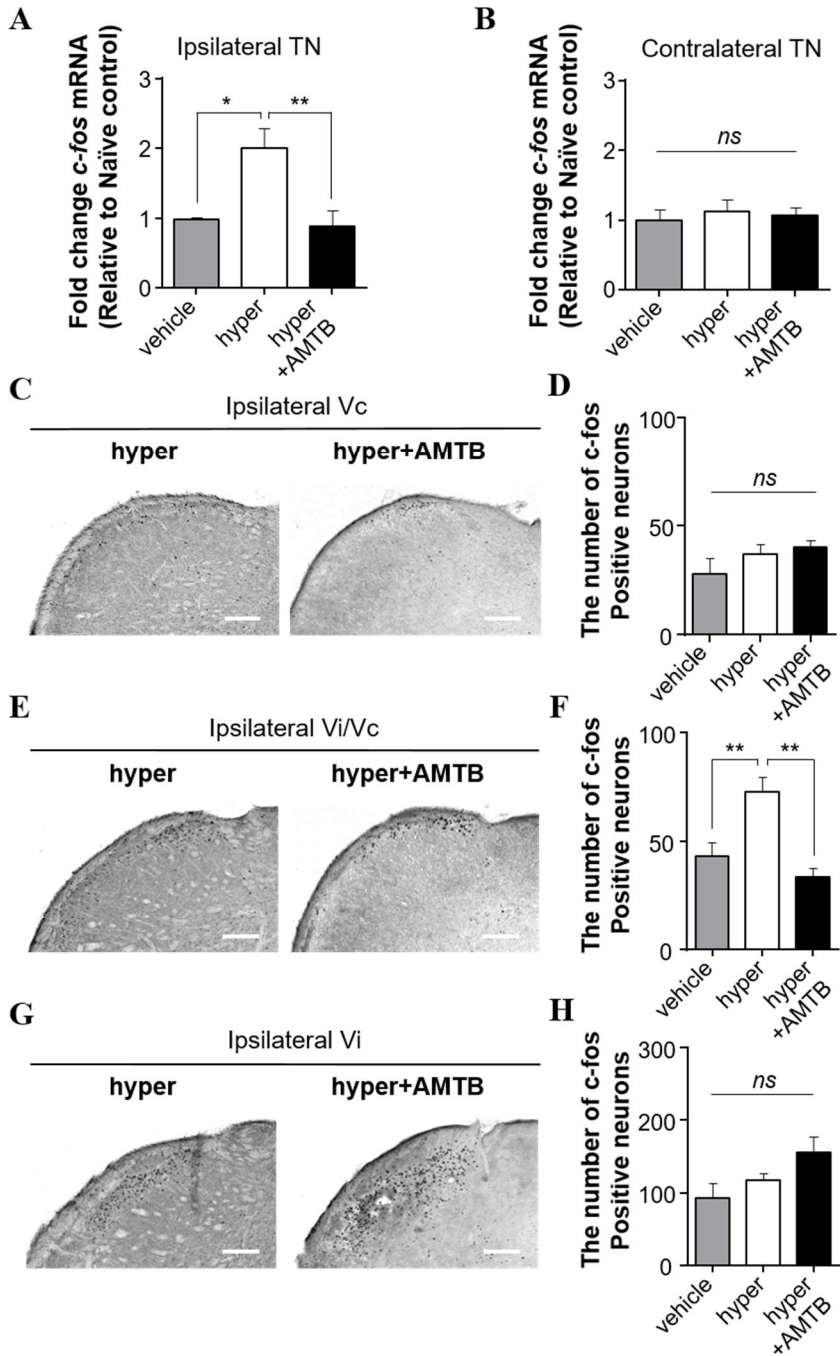 A
Ipsilateral TN
Fold change c-fos mRNA
(Relative to Naïve control)
3
2
1
0
*
**
vehicle
hyper
hyper
+AMTB
B
Contralateral TN
Fold change c-fos mRNA
(Relative to Naïve control)
3
2
1
0
ns
vehicle
hyper
hyper
+AMTB
C
Ipsilateral Vc
hyper
hyper+AMTB
D
The number of c-fos
Positive neurons
100
50
0
ns
vehicle
hyper
hyper
+AMTB
E
Ipsilateral Vi/Vc
hyper
hyper+AMTB
F
The number of c-fos
Positive neurons
100
50
0
**
**
vehicle
hyper
hyper
+AMTB
G
Ipsilateral Vi
hyper
hyper+AMTB
H
The number of c-fos
Positive neurons
300
200
100
0
ns
vehicle
hyper
hyper
+AMTB